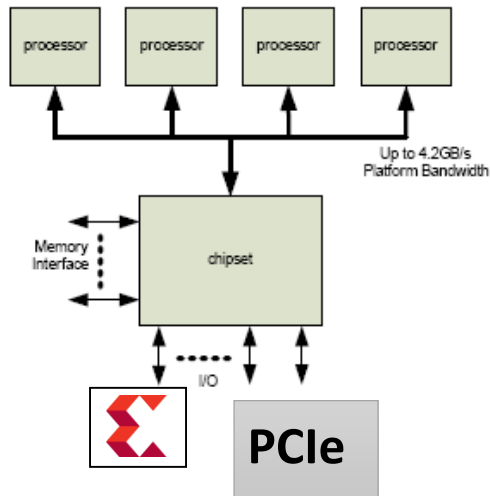 processor
processor
processor
processor
Up to 4.2GB/s
Platform Bandwidth
Memory
Interface
chipset
I/O
PCIe